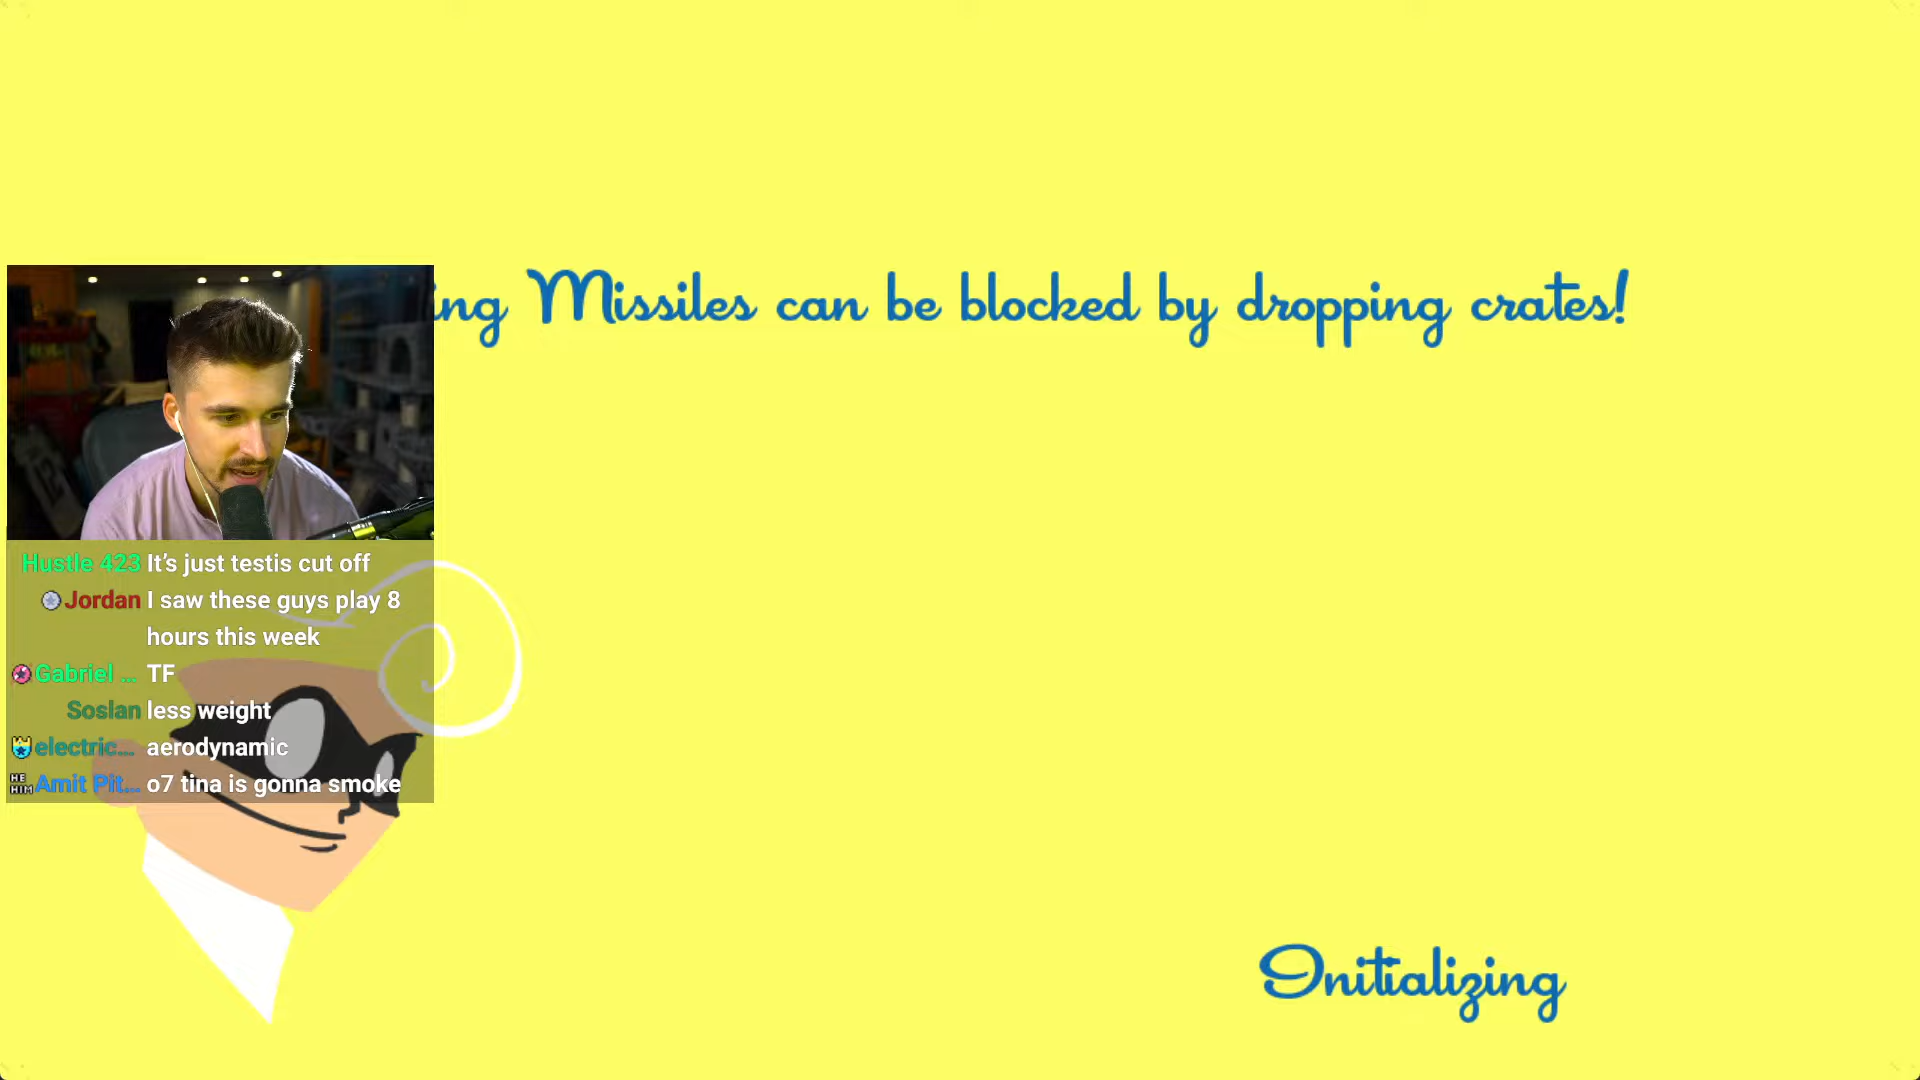 ing Missiles can be blocked by dropping crates!
Hustle 423 It’s just testis cut off
Jordan I saw these guys play 8
hours this week
Gabriel ... TF
Soslan less weight
electric... aerodynamic
HE HIM Amit Pit... o7 tina is gonna smoke
Initializing